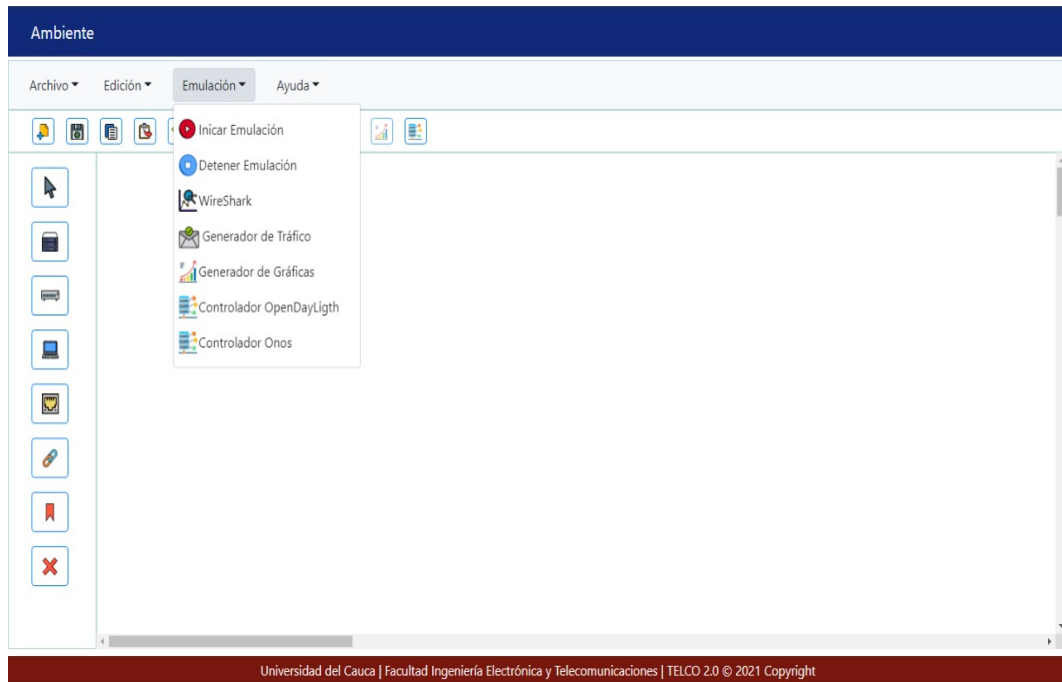 Ambiente
Archivo Edición Emulación Ayuda
Inicar Emulación
Detener Emulación
WireShark
Generador de Tráfico
Generador de Gráficas
Controlador OpenDayLigth
Controlador Onos
Universidad del Cauca | Facultad Ingeniería Electrónica y Telecomunicaciones | TELCO 2.0 © 2021 Copyright